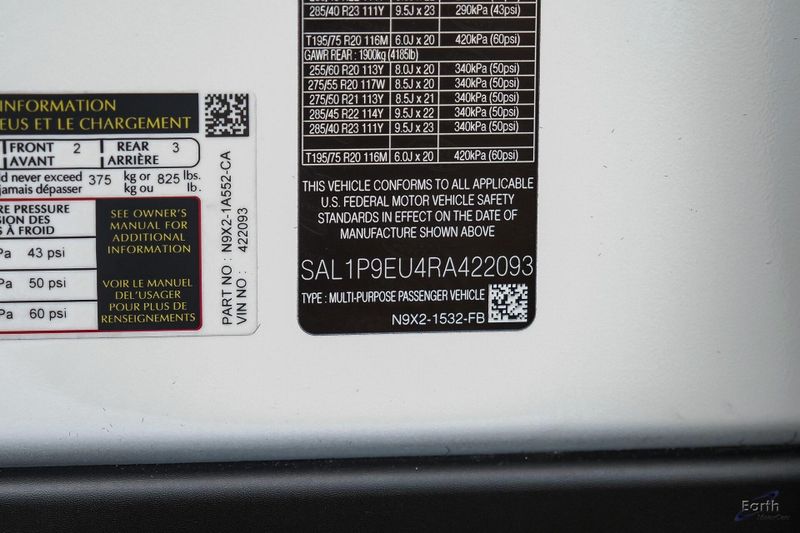 INFORMATION
EUS ET LE CHARGEMENT
FRONT 2 REAR 3
AVANT ARRIÈRE
never exceed 375 kg or 825 lbs.
jamais dépasser kg ou lb.
PRESSURE
SION DES
À FROID
Pa 43 psi
Pa 50 psi
Pa 60 psi
SEE OWNER'S
MANUAL FOR
ADDITIONAL
INFORMATION
VOIR LE MANUEL
DEL'USAGER
POUR PLUS DE
RENSEIGNEMENTS
PART NO : N9X2-1A552-CA
VIN NO : 422093
285/40 R23 111Y 9.5J x 23 290kPa (43psi)
T195/75 R20 116M 6.0J x 20 420kPa (60psi)
GAWR REAR : 1900kg (4185lb)
255/60 R20 113Y 8.0J x 20 340kPa (50psi)
275/55 R20 117W 8.5J x 20 340kPa (50psi)
275/50 R21 113Y 8.5J x 21 340kPa (50psi)
285/45 R22 114Y 9.5J x 22 340kPa (50psi)
285/40 R23 111Y 9.5J x 23 340kPa (50psi)
T195/75 R20 116M 6.0J x 20 420kPa (60psi)
THIS VEHICLE CONFORMS TO ALL APPLICABLE
U.S. FEDERAL MOTOR VEHICLE SAFETY
STANDARDS IN EFFECT ON THE DATE OF
MANUFACTURE SHOWN ABOVE
SAL1P9EU4RA422093
TYPE : MULTI-PURPOSE PASSENGER VEHICLE
N9X2-1532-FB
Earth
MotorCars